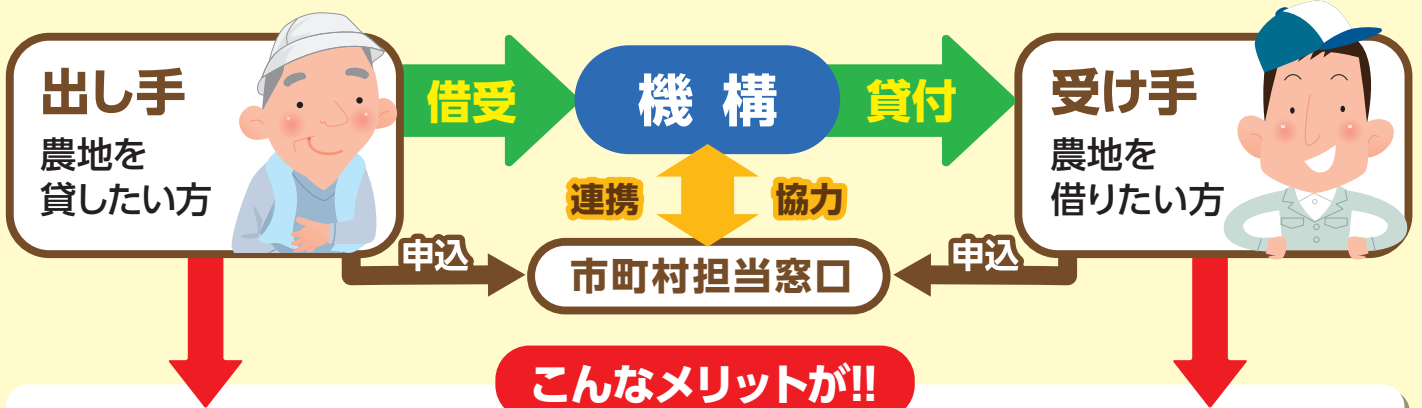 出し手
農地を
貸したい方
借受
機構
貸付
受け手
農地を
借りたい方
連携
協力
申込
市町村担当窓口
申込
こんなメリットが!!